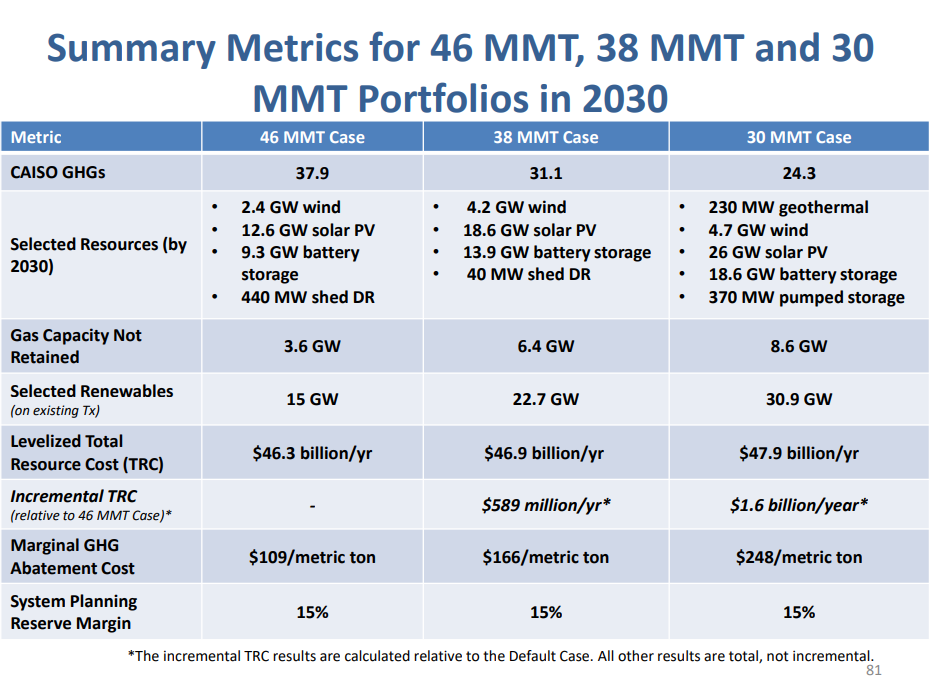 Summary Metrics for 46 MMT, 38 MMT and 30
MMT Portfolios in 2030
Metric
46 MMT Case
38 MMT Case
30 MMT Case
CAISO GHGs
37.9
31.1
24.3
Selected Resources (by
2030)
• 2.4 GW wind
• 12.6 GW solar PV
• 9.3 GW battery
storage
• 440 MW shed DR
• 4.2 GW wind
• 18.6 GW solar PV
• 13.9 GW battery storage
• 40 MW shed DR
• 230 MW geothermal
• 4.7 GW wind
• 26 GW solar PV
• 18.6 GW battery storage
• 370 MW pumped storage
Gas Capacity Not
Retained
3.6 GW
6.4 GW
8.6 GW
Selected Renewables
(on existing Tx)
15 GW
22.7 GW
30.9 GW
Levelized Total
Resource Cost (TRC)
$46.3 billion/yr
$46.9 billion/yr
$47.9 billion/yr
Incremental TRC
(relative to 46 MMT Case)*
-
$589 million/yr*
$1.6 billion/year*
Marginal GHG
Abatement Cost
$109/metric ton
$166/metric ton
$248/metric ton
System Planning
Reserve Margin
15%
15%
15%
*The incremental TRC results are calculated relative to the Default Case. All other results are total, not incremental.
81